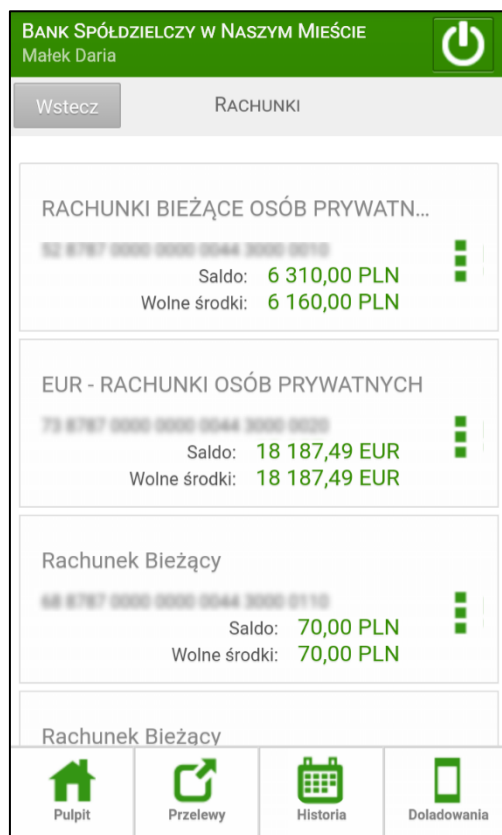 BANK SPÓŁDZIELCZY W NASZYM MIEŚCIE
Małek Daria
Wstecz
RACHUNKI
RACHUNKI BIEŻĄCE OSÓB PRYWATN...
Saldo: 6 310,00 PLN
Wolne środki: 6 160,00 PLN
EUR - RACHUNKI OSÓB PRYWATNYCH
Saldo: 18 187,49 EUR
Wolne środki: 18 187,49 EUR
Rachunek Bieżący
Saldo: 70,00 PLN
Wolne środki: 70,00 PLN
Rachunek Bieżący
Pulpit
Przelewy
Historia
Doladowania